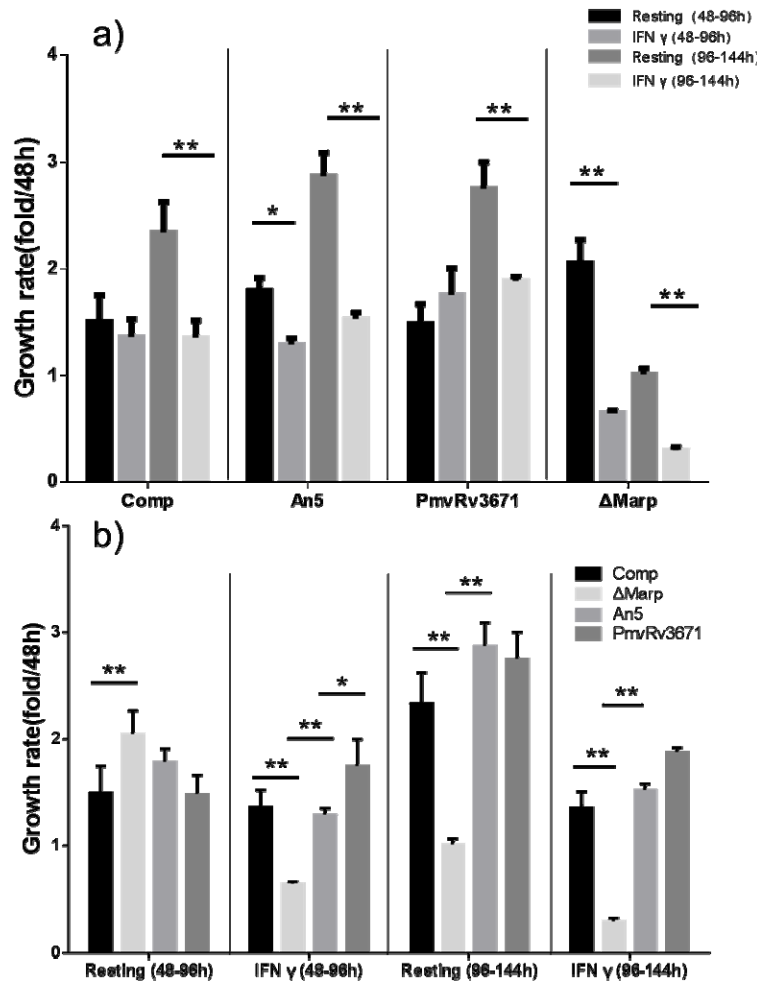 a)
Resting (48-96h)
IFN γ (48-96h)
Resting (96-144h)
IFN γ (96-144h)
Growth rate(fold/48h)
4
3
2
1
0
**
*
**
**
**
**
Comp
An5
PmvRv3671
ΔMarp
b)
Comp
ΔMarp
An5
PmvRv3671
Growth rate(fold/48h)
4
3
2
1
0
**
**
**
*
**
**
**
**
Resting (48-96h)
IFN γ (48-96h)
Resting (96-144h)
IFN γ (96-144h)